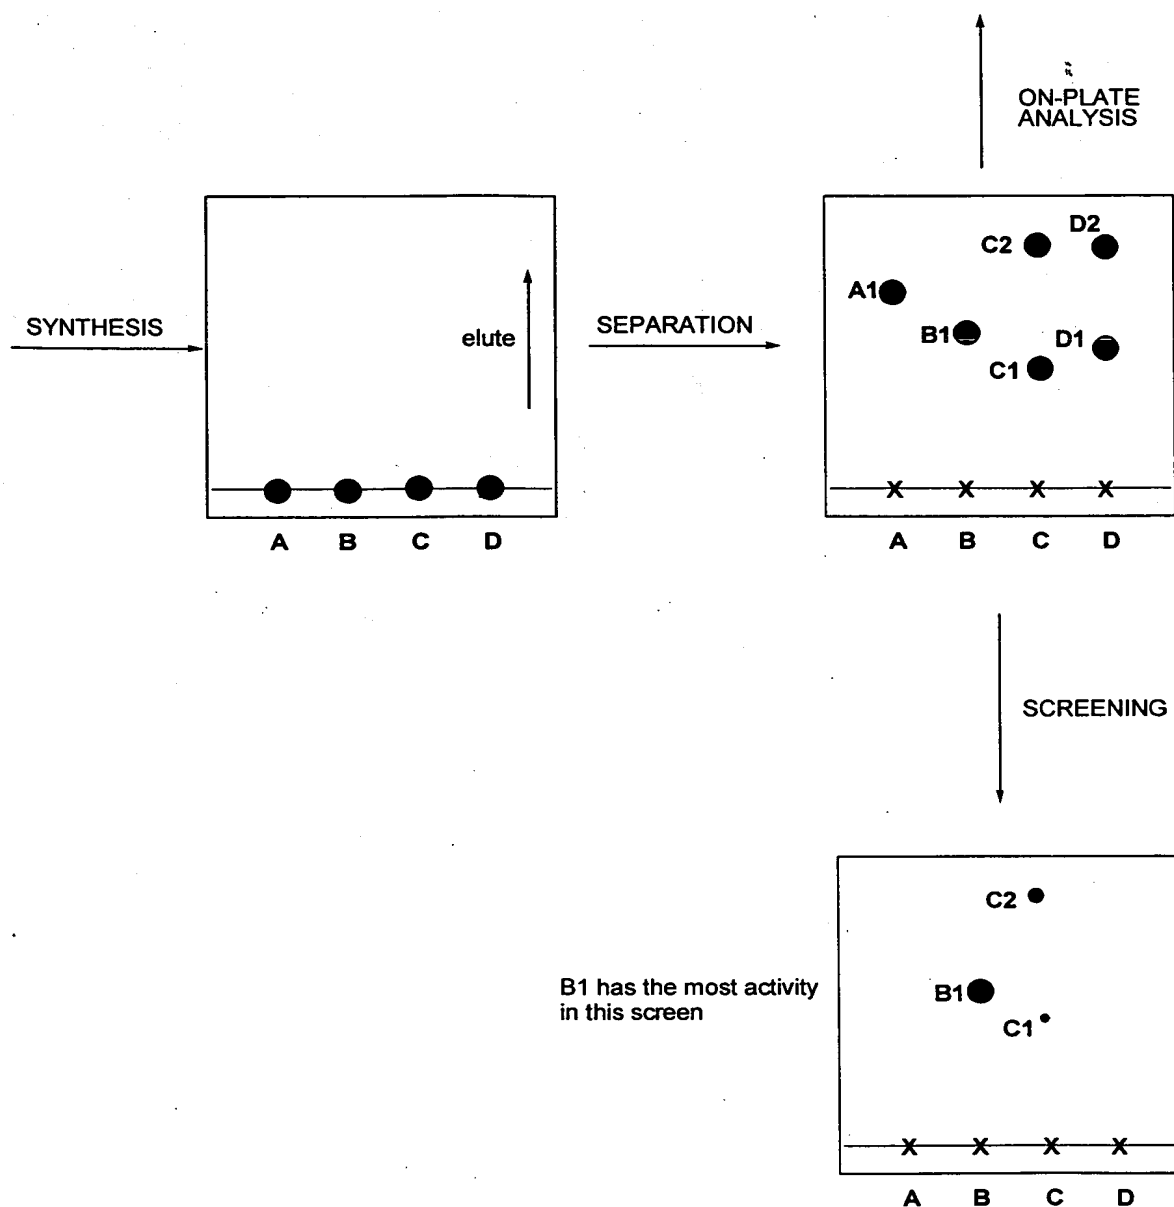 ON-PLATE
ANALYSIS
SYNTHESIS
elute
A B C D
SEPARATION
C2
D2
A1
B1
D1
C1
X X X X
A B C D
SCREENING
B1 has the most activity
in this screen
C2
B1
C1
X X X X
A B C D